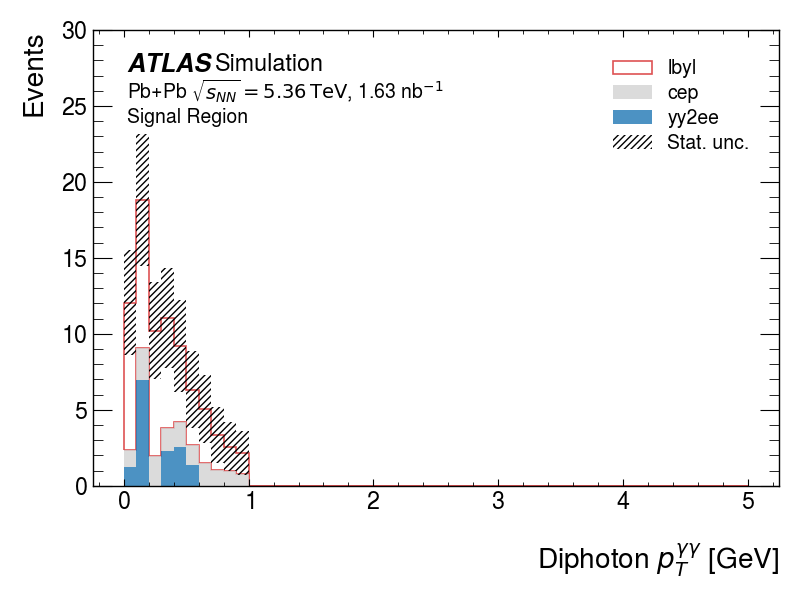 Events
30
25
20
15
10
5
0
ATLAS Simulation
Pb+Pb √s_NN = 5.36 TeV, 1.63 nb⁻¹
Signal Region
lbyl
cep
yy2ee
Stat. unc.
0 1 2 3 4 5
Diphoton p_T^γγ [GeV]